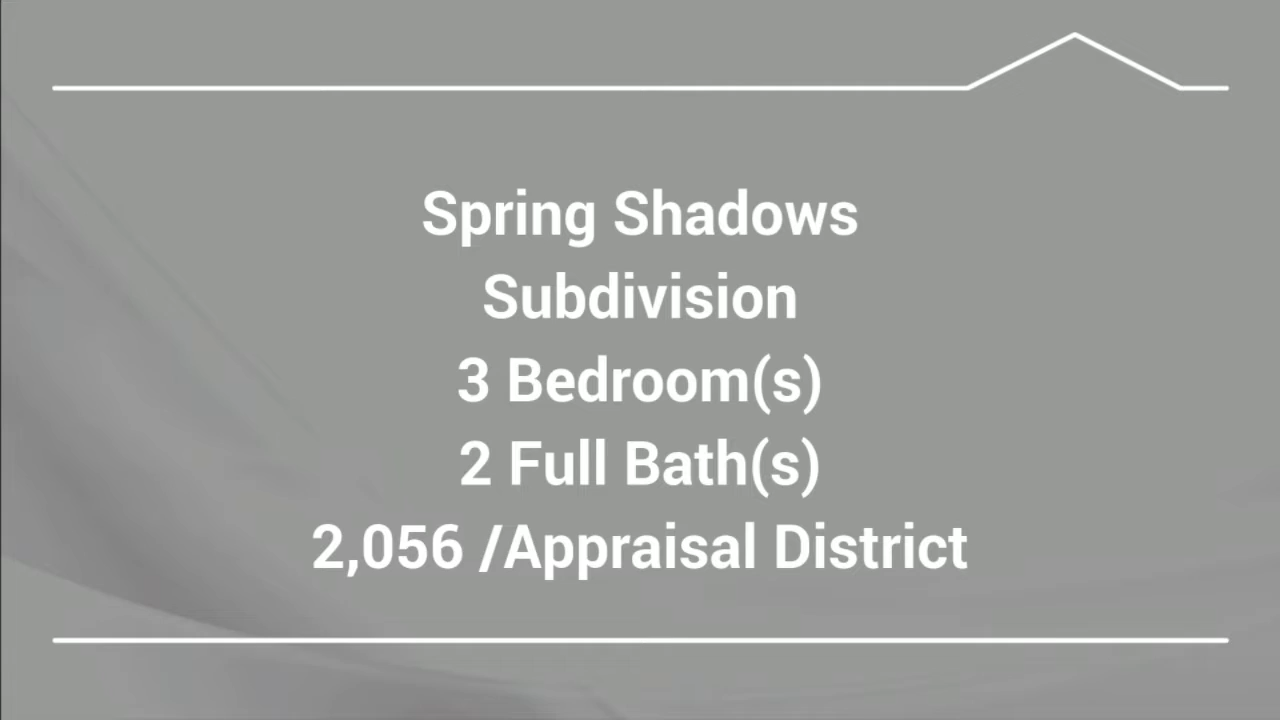 Spring Shadows
Subdivision
3 Bedroom(s)
2 Full Bath(s)
2,056 /Appraisal District